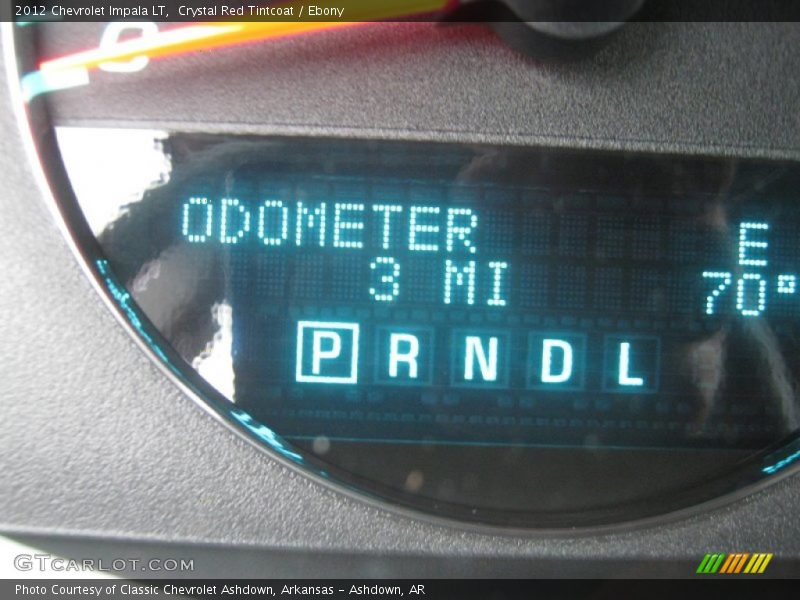 2012 Chevrolet Impala LT, Crystal Red Tintcoat / Ebony
0
ODOMETER E
3 MI 70°
P R N D L
GTCARLOT.COM
Photo Courtesy of Classic Chevrolet Ashdown, Arkansas - Ashdown, AR